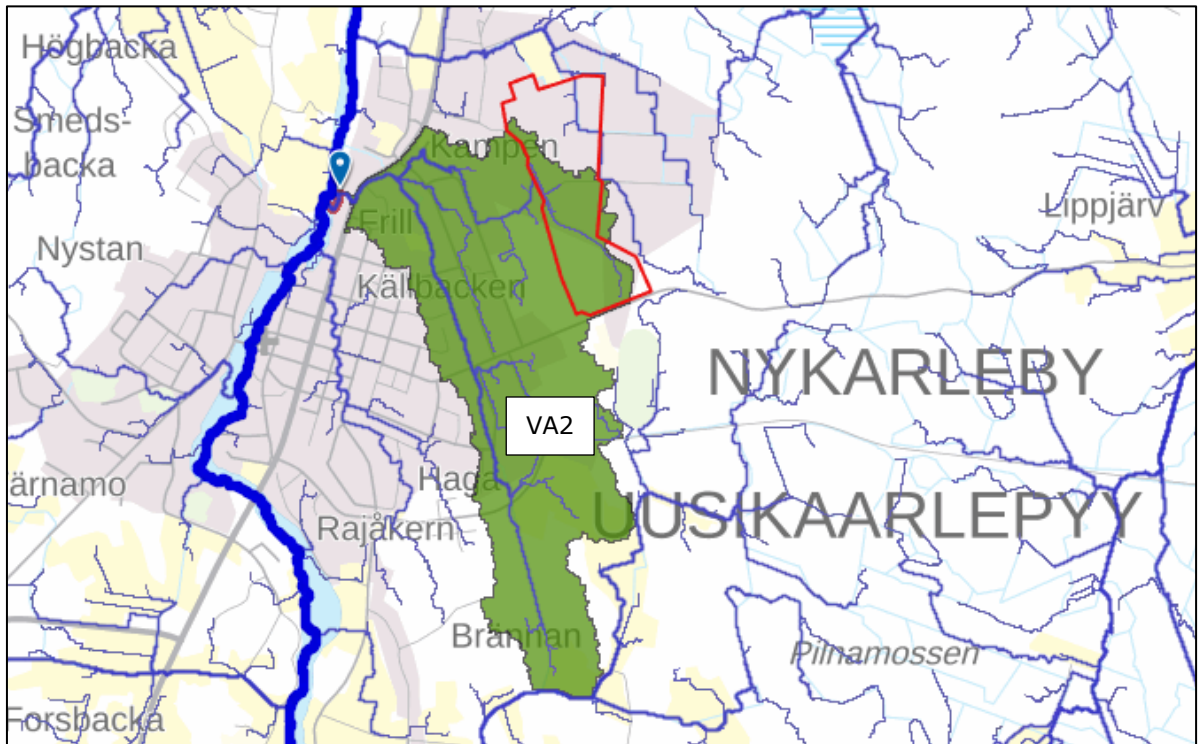 Högbacka
Smeds-
backa
Kampen
Lippjärv
Frill
Nystan
Källbacken
NYKARLEBY
VA2
Haga
ärnamo
UUSIKAARLEPYY
Rajåkern
Brännan
Pilnamossen
Forsbacka